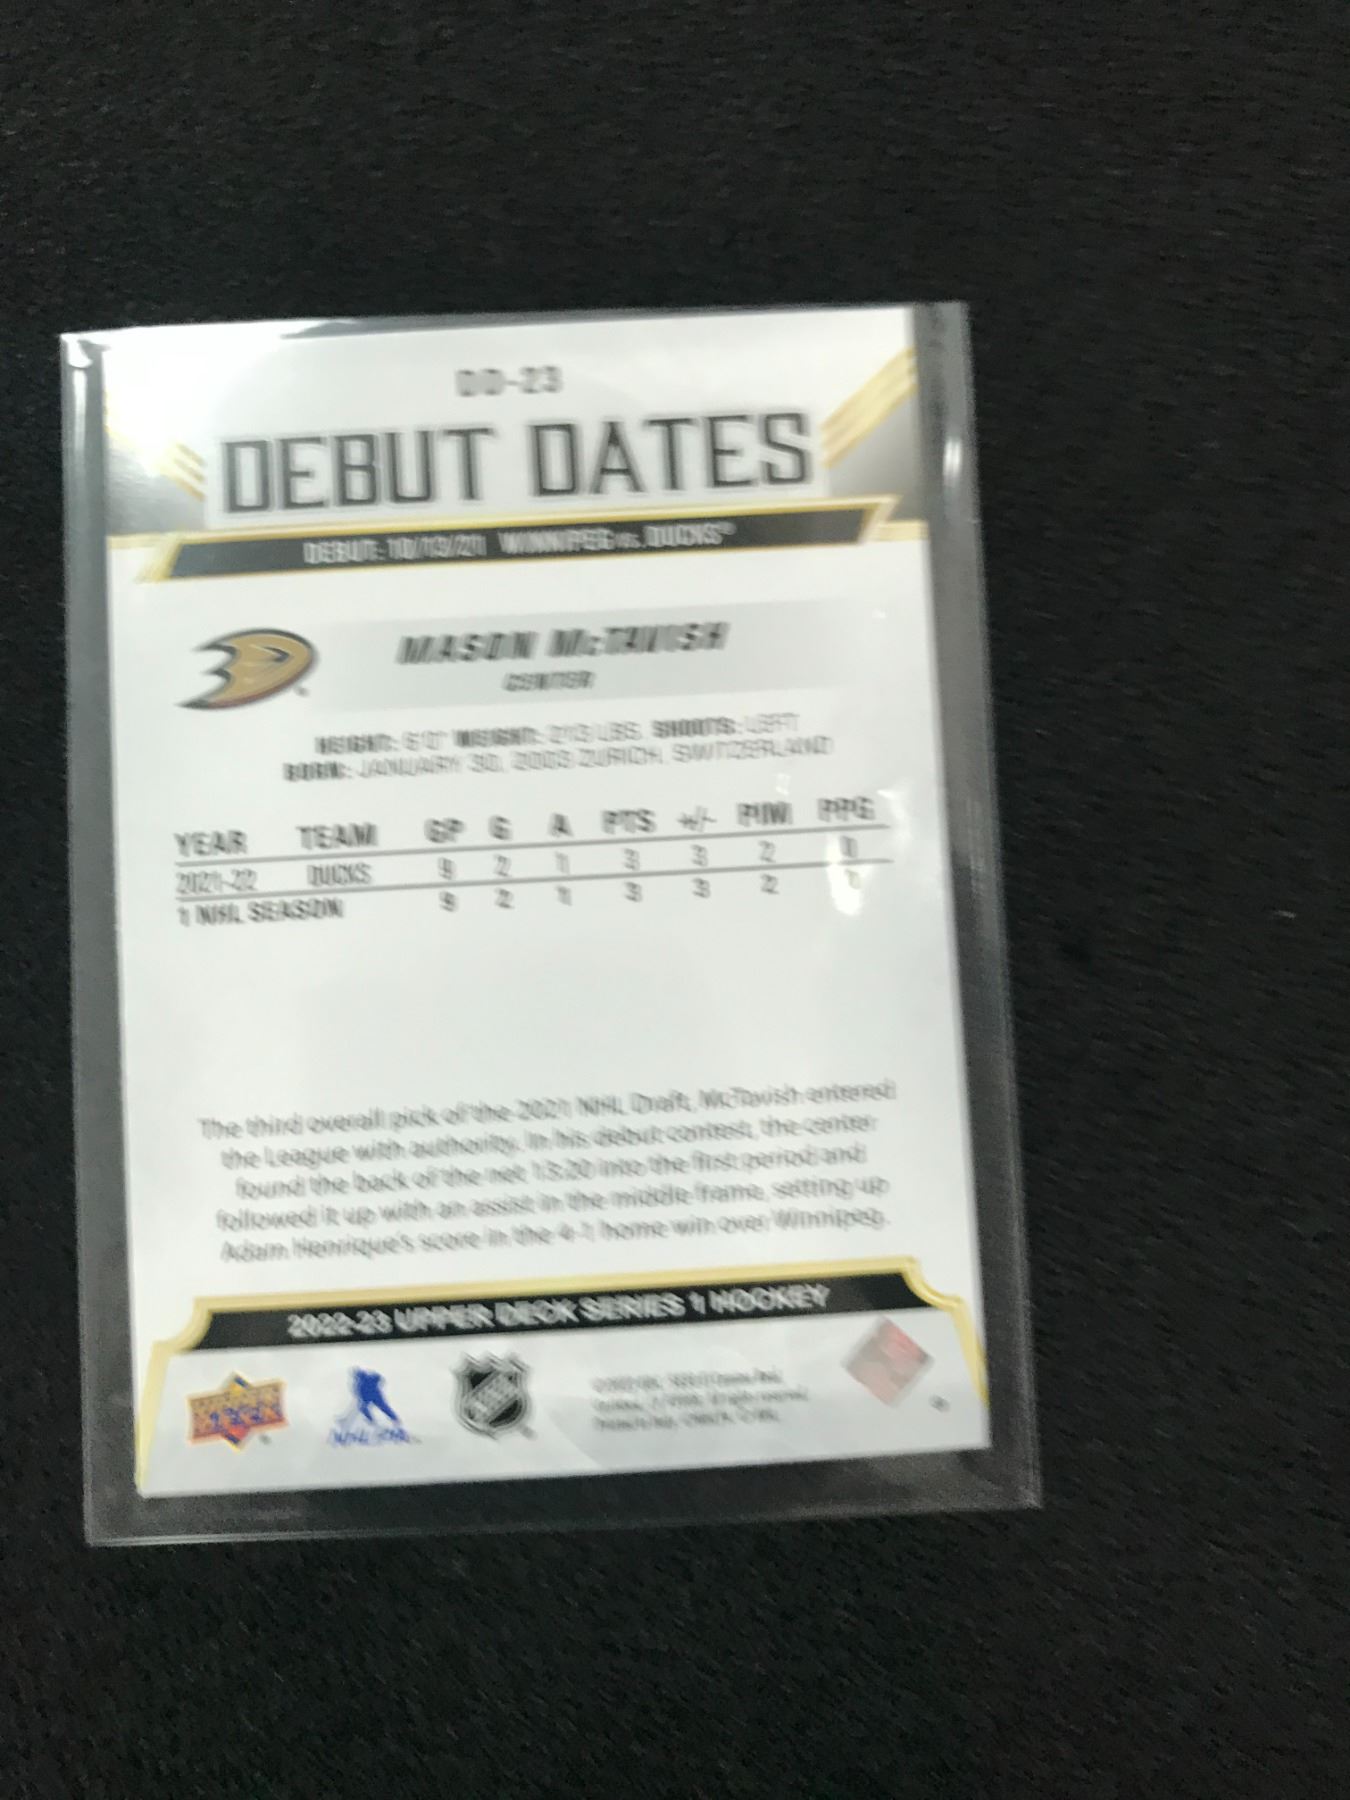 DD-23
DEBUT DATES
DEBUT: 10/13/21 WINNIPEG vs. DUCKS
MASON McTAVISH
CENTER
HEIGHT: 6'0" WEIGHT: 213 LBS. SHOOTS: LEFT
BORN: JANUARY 30, 2003 ZURICH, SWITZERLAND
YEAR TEAM GP G A PTS +/- PIM PPG
2021-22 DUCKS 9 2 1 3 3 2
1 NHL SEASON 9 2 1 3 3 2
The third overall pick of the 2021 NHL Draft, McTavish entered
the League with authority. In his debut contest, the center
found the back of the net 13:20 into the first period and
followed it up with an assist in the middle frame, setting up
Adam Henrique's score in the 4-1 home win over Winnipeg.
2022-23 UPPER DECK SERIES 1 HOCKEY